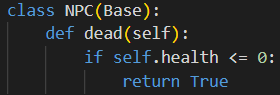 class NPC(Base):
    def dead(self):
        if self.health <= 0:
            return True